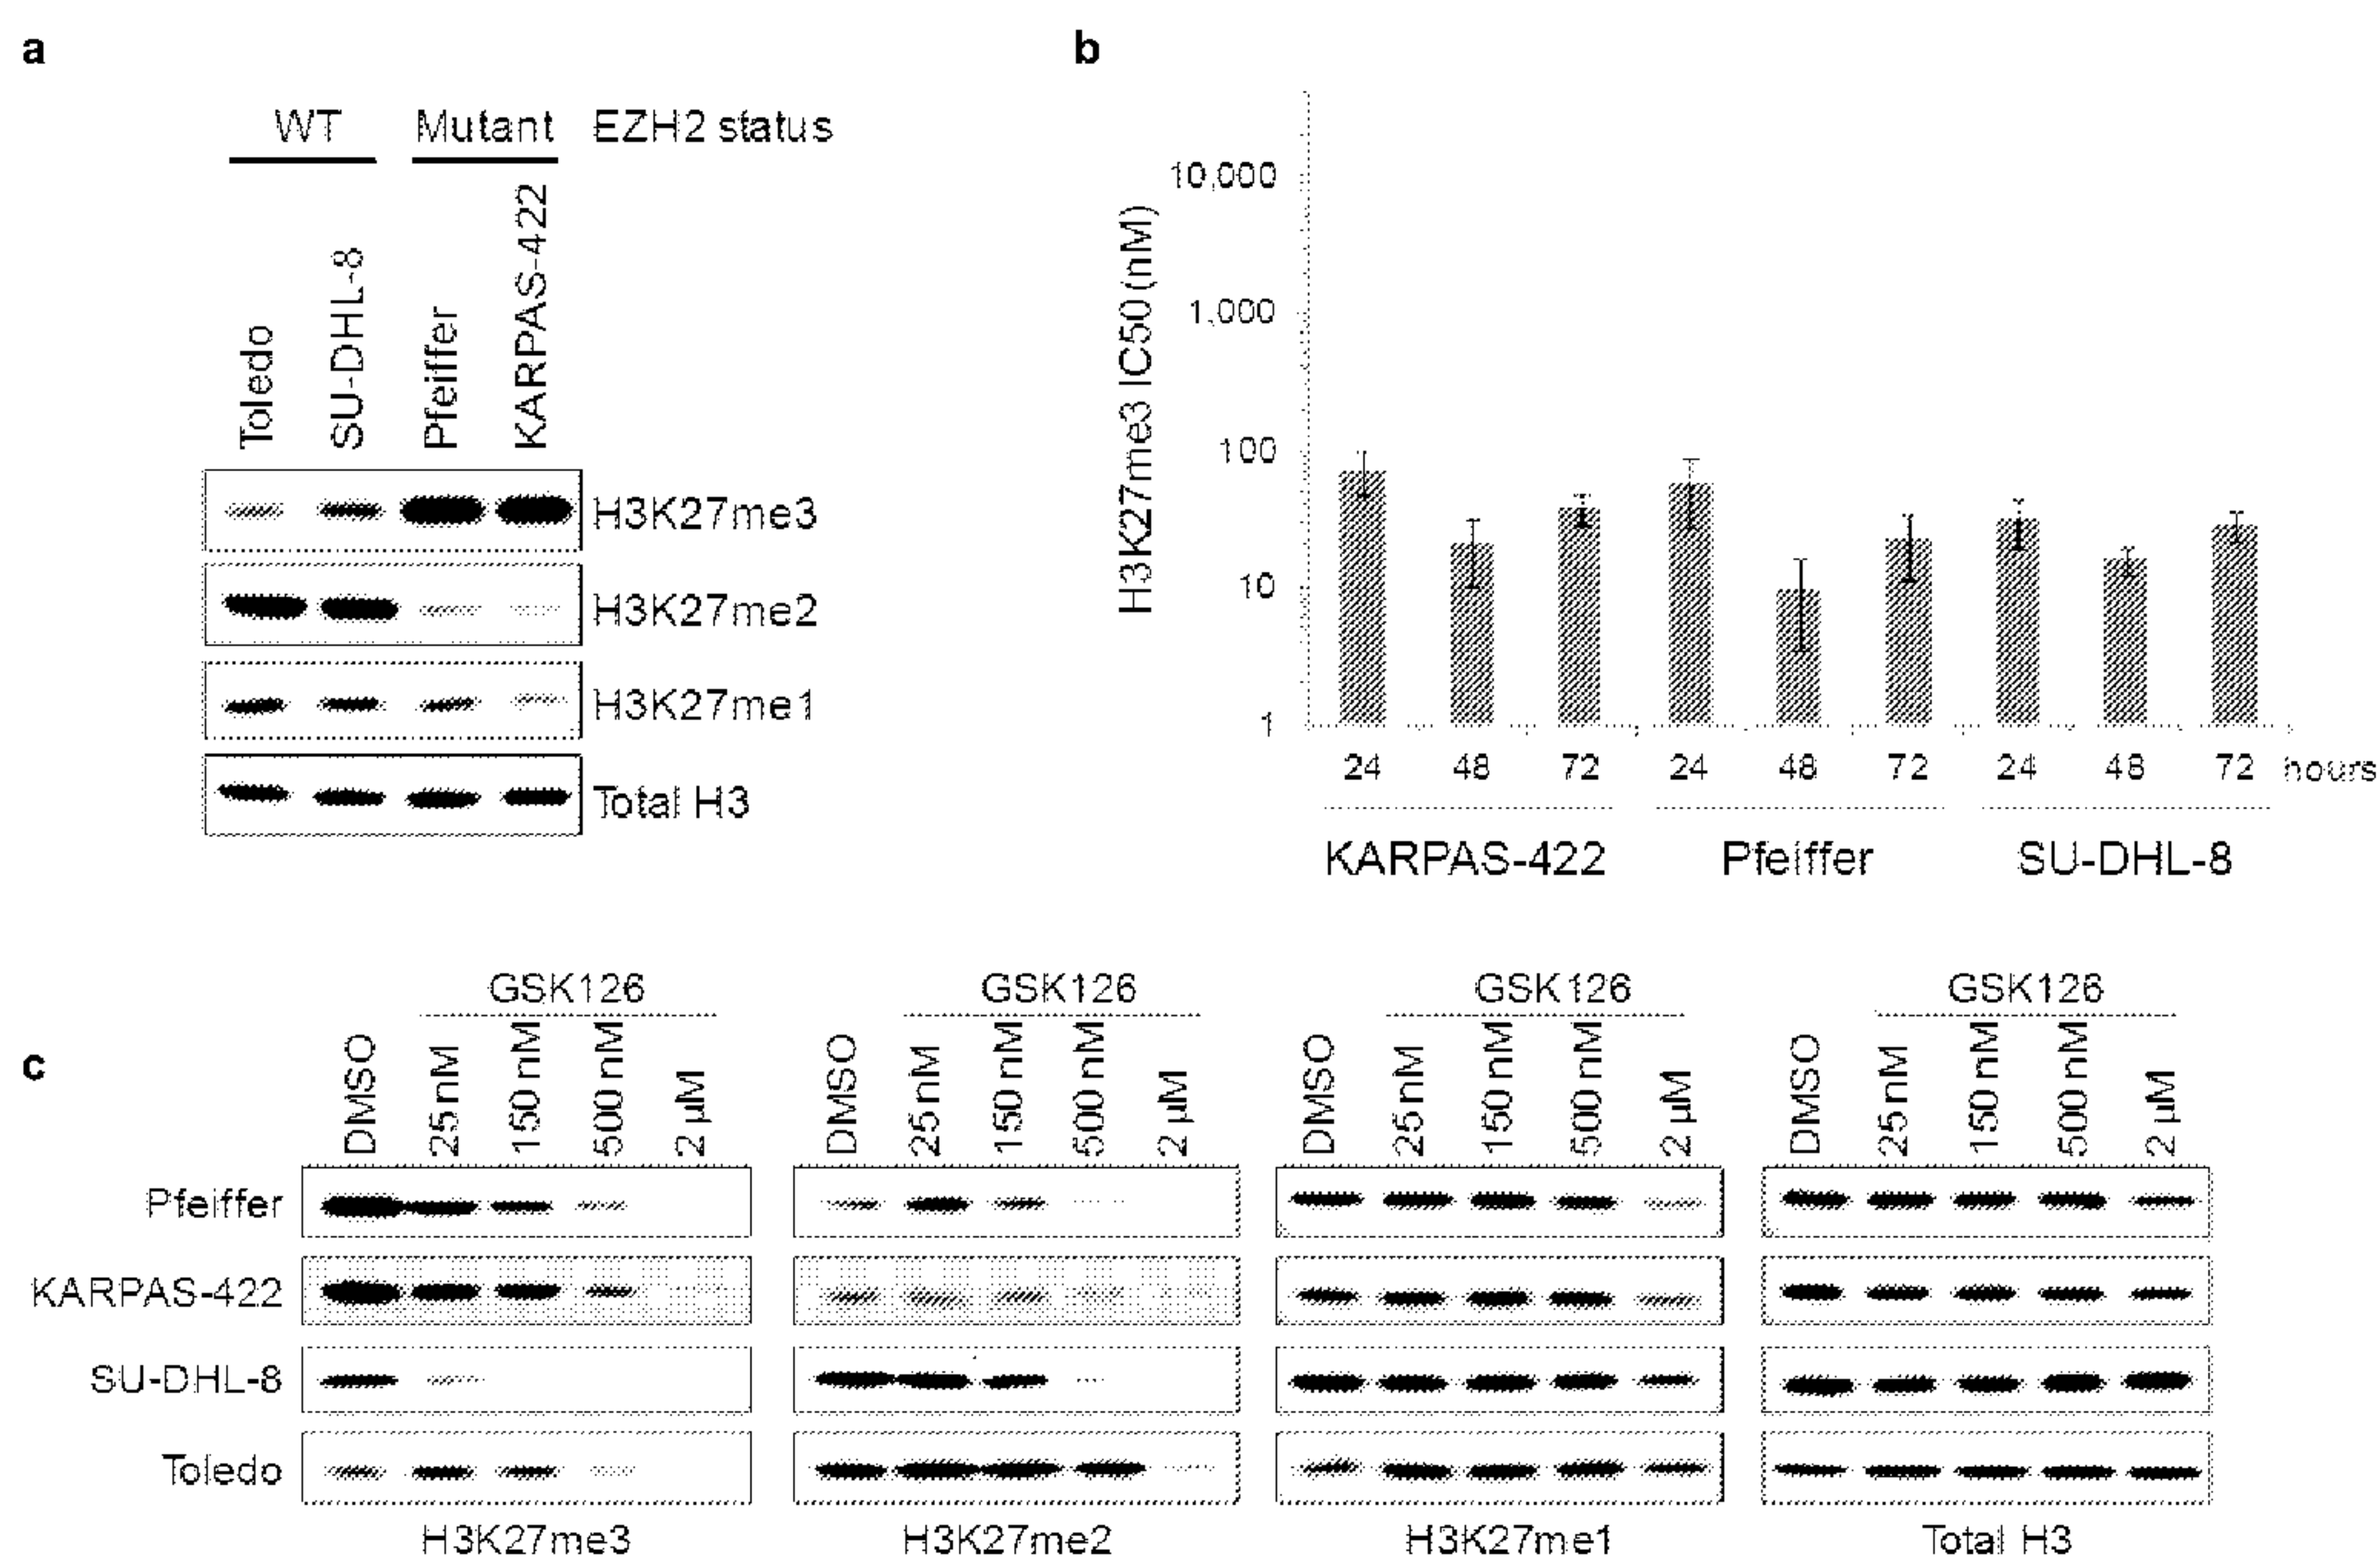 a
WT Mutant EZH2 status
Toledo
SU-DHL-8
Pfeiffer
KARPAS-422
H3K27me3
H3K27me2
H3K27me1
Total H3
b
H3K27me3 IC50 (nM)
10,000
1,000
100
10
1
24 48 72 24 48 72 24 48 72 hours
KARPAS-422 Pfeiffer SU-DHL-8
c
GSK126 GSK126 GSK126 GSK126
DMSO 25 nM 150 nM 500 nM 2 µM DMSO 25 nM 150 nM 500 nM 2 µM DMSO 25 nM 150 nM 500 nM 2 µM DMSO 25 nM 150 nM 500 nM 2 µM
Pfeiffer
KARPAS-422
SU-DHL-8
Toledo
H3K27me3 H3K27me2 H3K27me1 Total H3